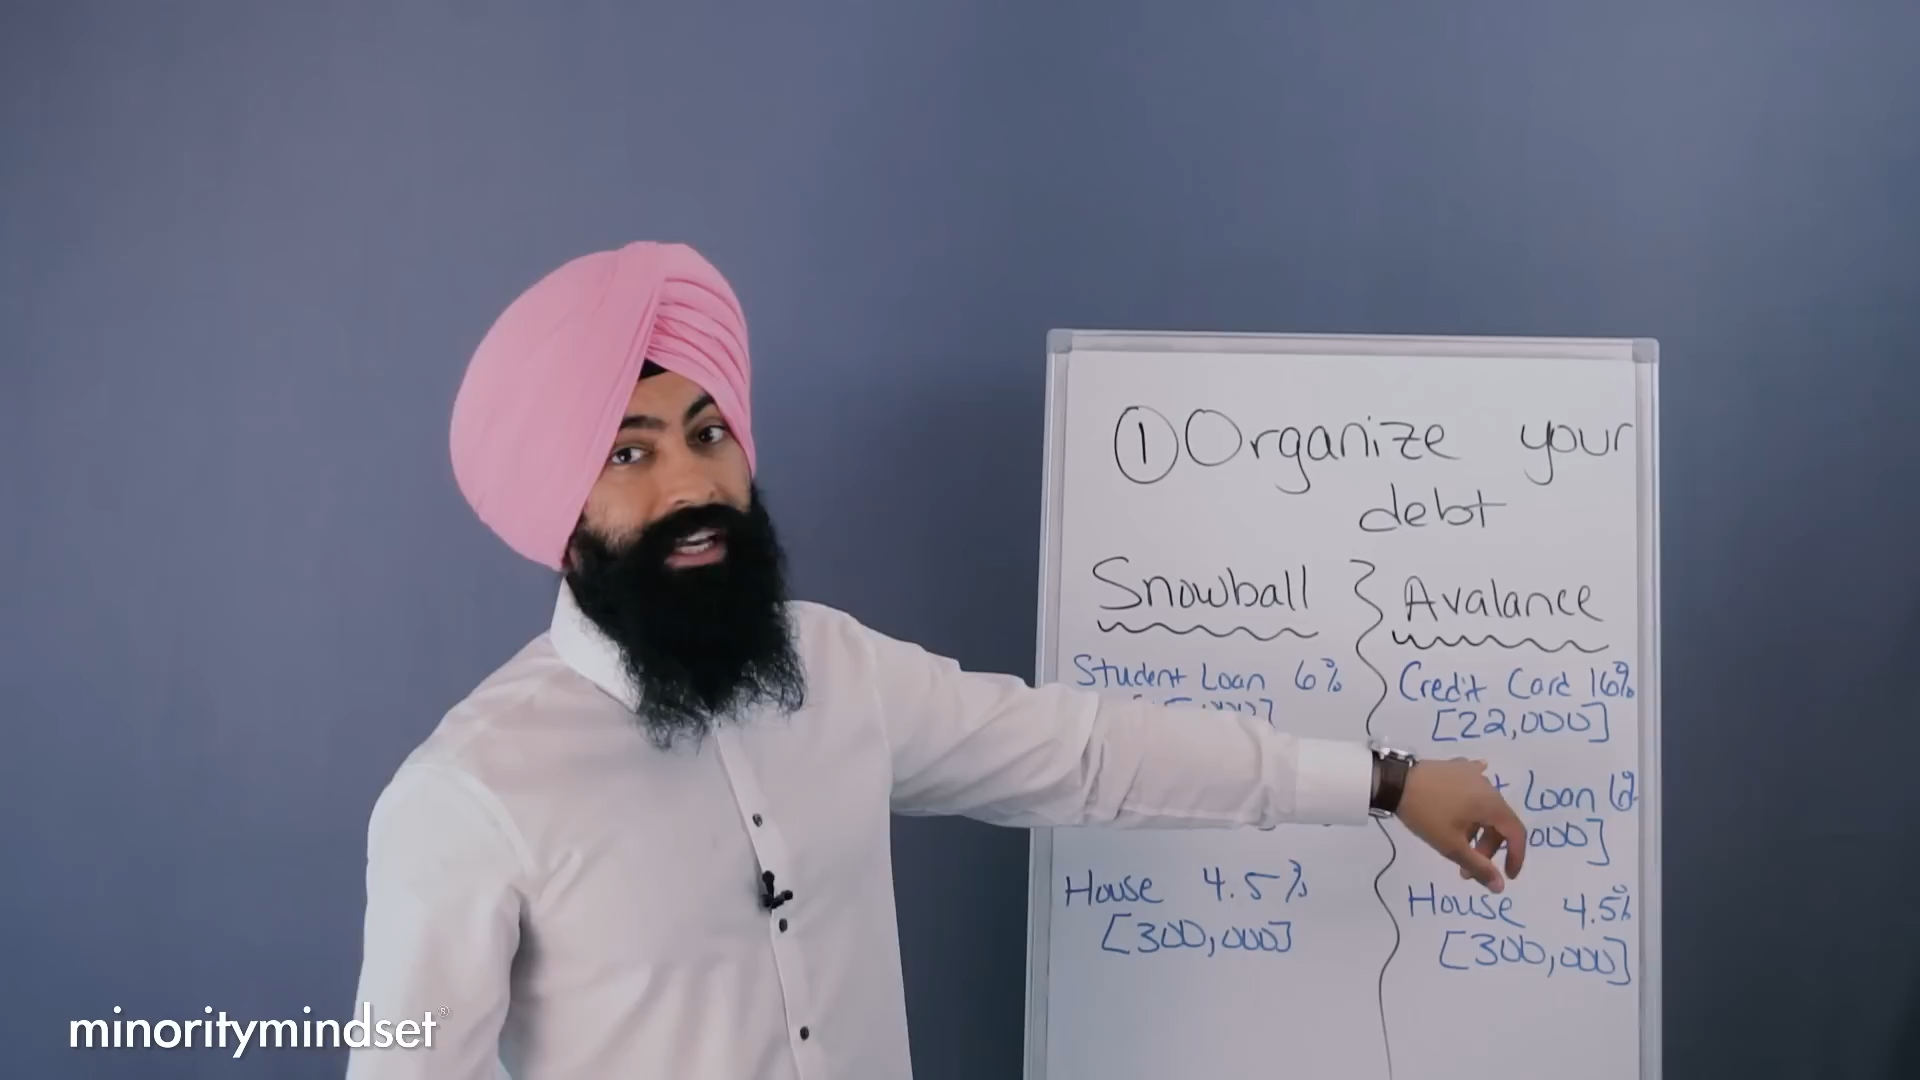 ① Organize your
debt
Snowball
Avalance
Student Loan 6%
Credit Card 16%
[22,000]
Loan 6%
House 4.5%
[300,000]
House 4.5%
[300,000]
minoritymindset®